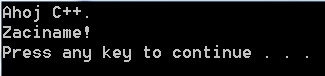 Ahoj C++.
Zaciname!
Press any key to continue . . .